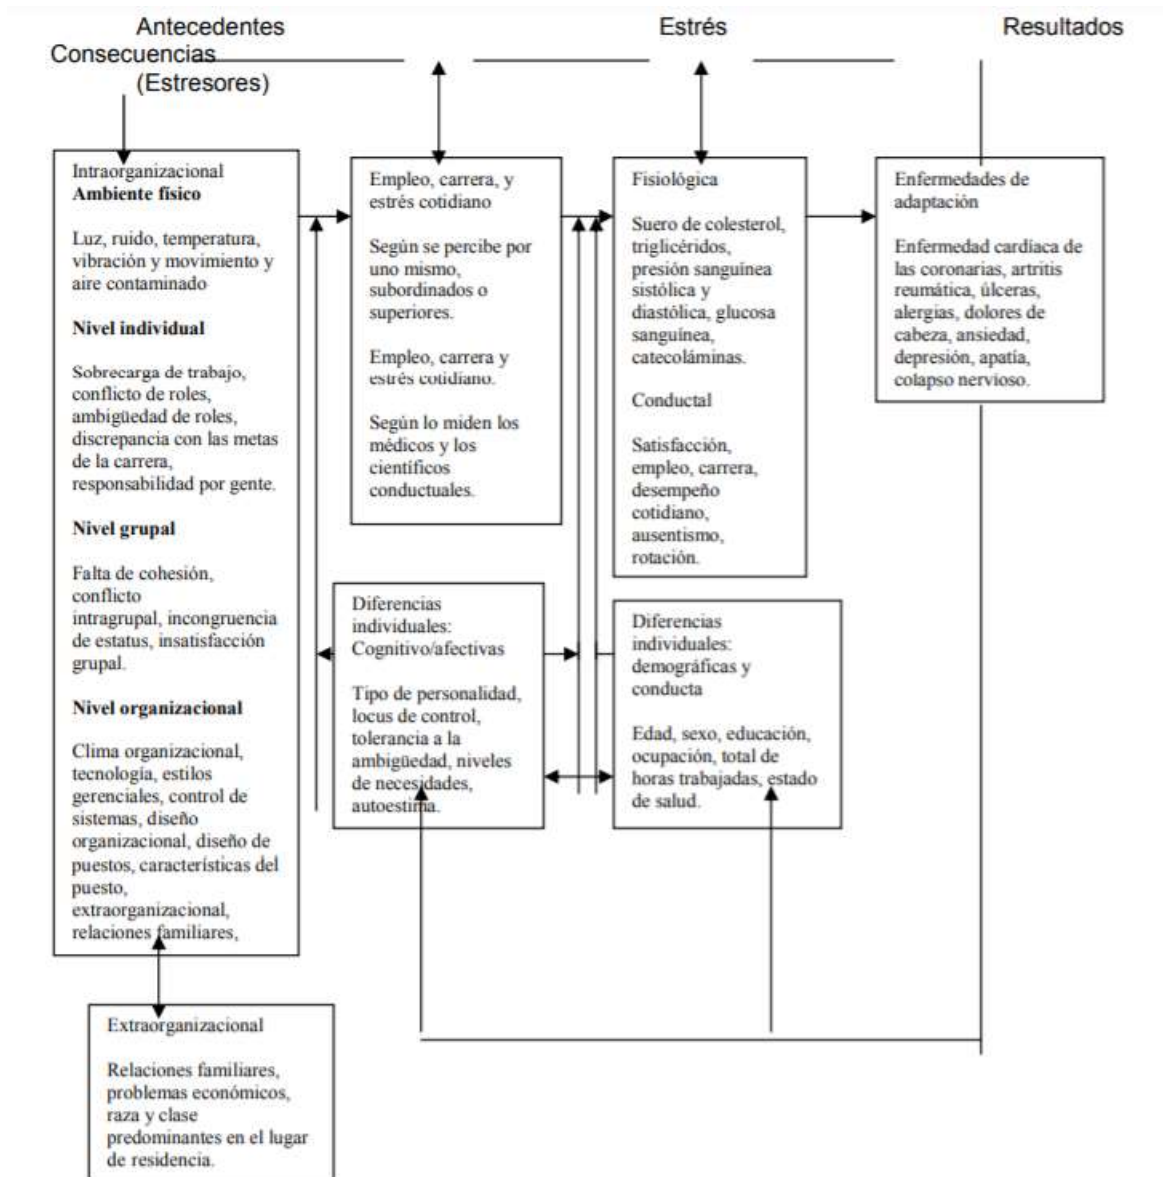 Antecedentes
Estrés
Resultados
Consecuencias
(Estresores)
Intraorganizacional
Ambiente físico
Luz, ruido, temperatura,
vibración y movimiento y
aire contaminado
Nivel individual
Sobrecarga de trabajo,
conflicto de roles,
ambigüedad de roles,
discrepancia con las metas
de la carrera,
responsabilidad por gente.
Nivel grupal
Falta de cohesión,
conflicto
intragrupal, incongruencia
de estatus, insatisfacción
grupal.
Nivel organizacional
Clima organizacional,
tecnología, estilos
gerenciales, control de
sistemas, diseño
organizacional, diseño de
puestos, características del
puesto,
extraorganizacional,
relaciones familiares,
Extraorganizacional
Relaciones familiares,
problemas económicos,
raza y clase
predominantes en el lugar
de residencia.
Empleo, carrera, y
estrés cotidiano
Según se percibe por
uno mismo,
subordinados o
superiores.
Empleo, carrera y
estrés cotidiano.
Según lo miden los
médicos y los
científicos
conductuales.
Diferencias
individuales:
Cognitivo/afectivas
Tipo de personalidad,
locus de control,
tolerancia a la
ambigüedad, niveles
de necesidades,
autoestima.
Fisiológica
Suero de colesterol,
triglicéridos,
presión sanguínea
sistólica y
diastólica, glucosa
sanguínea,
catecoláminas.
Conductal
Satisfacción,
empleo, carrera,
desempeño
cotidiano,
ausentismo,
rotación.
Diferencias
individuales:
demográficas y
conducta
Edad, sexo, educación,
ocupación, total de
horas trabajadas, estado
de salud.
Enfermedades de
adaptación
Enfermedad cardíaca de
las coronarias, artritis
reumática, úlceras,
alergias, dolores de
cabeza, ansiedad,
depresión, apatía,
colapso nervioso.